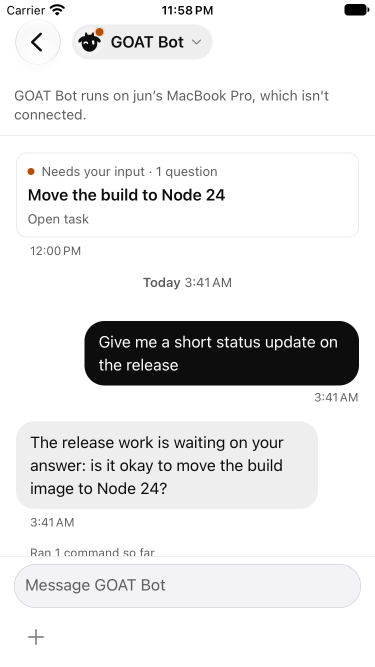 Carrier
11:58 PM
GOAT Bot
GOAT Bot runs on jun's MacBook Pro, which isn't
connected.
Needs your input · 1 question
Move the build to Node 24
Open task
12:00 PM
Today 3:41 AM
Give me a short status update on
the release
3:41 AM
The release work is waiting on your
answer: is it okay to move the build
image to Node 24?
3:41 AM
Ran 1 command so far
Message GOAT Bot